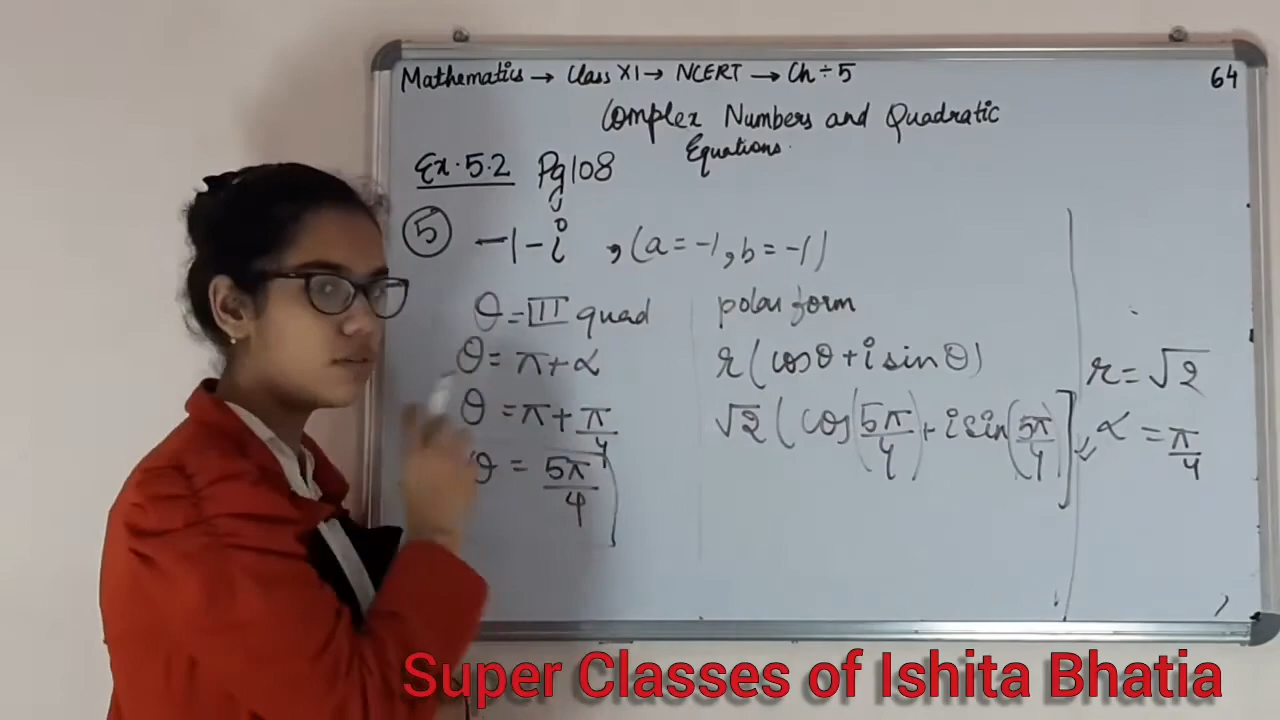 Mathematics → Class XI → NCERT → Ch ÷ 5
64
Complex Numbers and Quadratic
Equations.
Ex. 5.2 Pg 108
5 -1-i , (a = -1, b = -1)
θ = III quad
θ = π + α
θ = π + π/4
θ = 5π/4
polar form
r (cosθ + i sin θ)
√2 ( cos(5π/4) + i sin(5π/4)]
r = √2
α = π/4
Super Classes of Ishita Bhatia